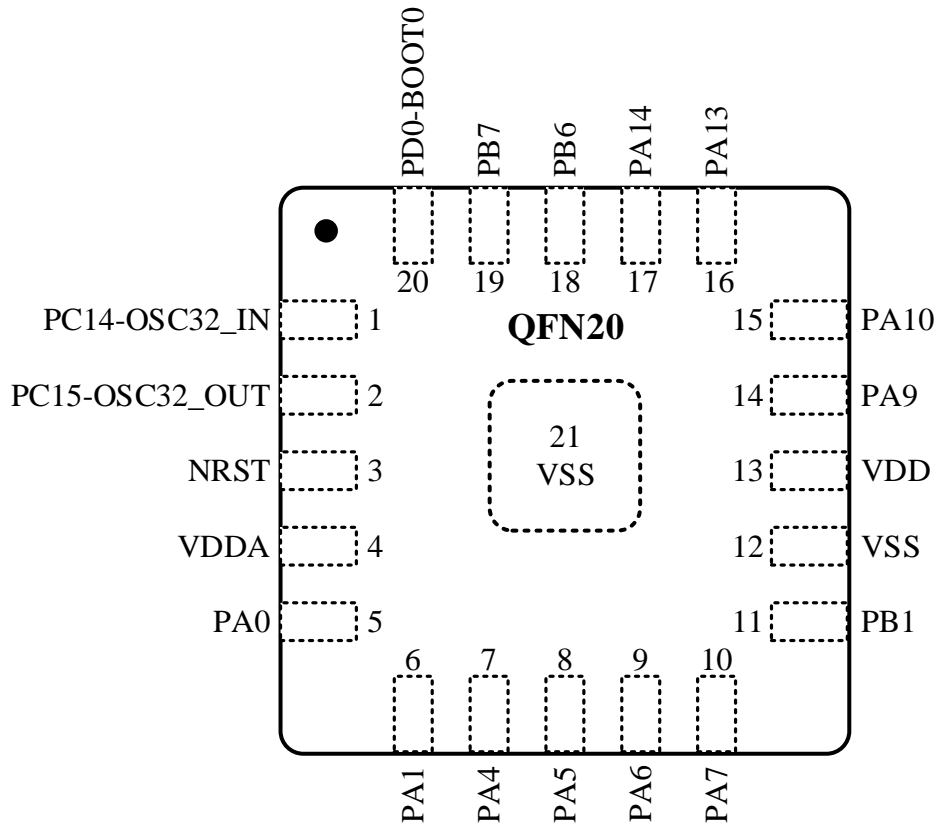 PD0-BOOT0
PB7
PB6
PA14
PA13
20
19
18
17
16
PC14-OSC32_IN
1
QFN20
15
PA10
PC15-OSC32_OUT
2
14
PA9
NRST
3
21
VSS
13
VDD
VDDA
4
12
VSS
PA0
5
11
PB1
6
7
8
9
10
PA1
PA4
PA5
PA6
PA7